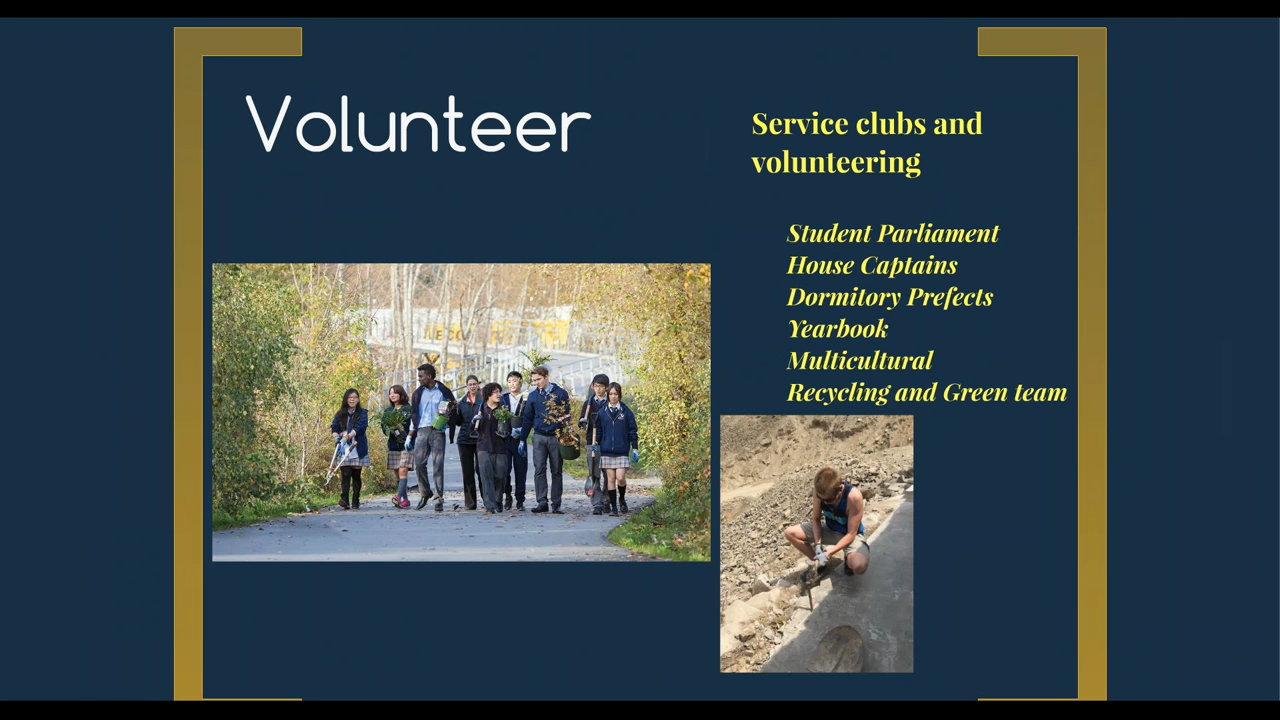 Volunteer
Service clubs and
volunteering
Student Parliament
House Captains
Dormitory Prefects
Yearbook
Multicultural
Recycling and Green team